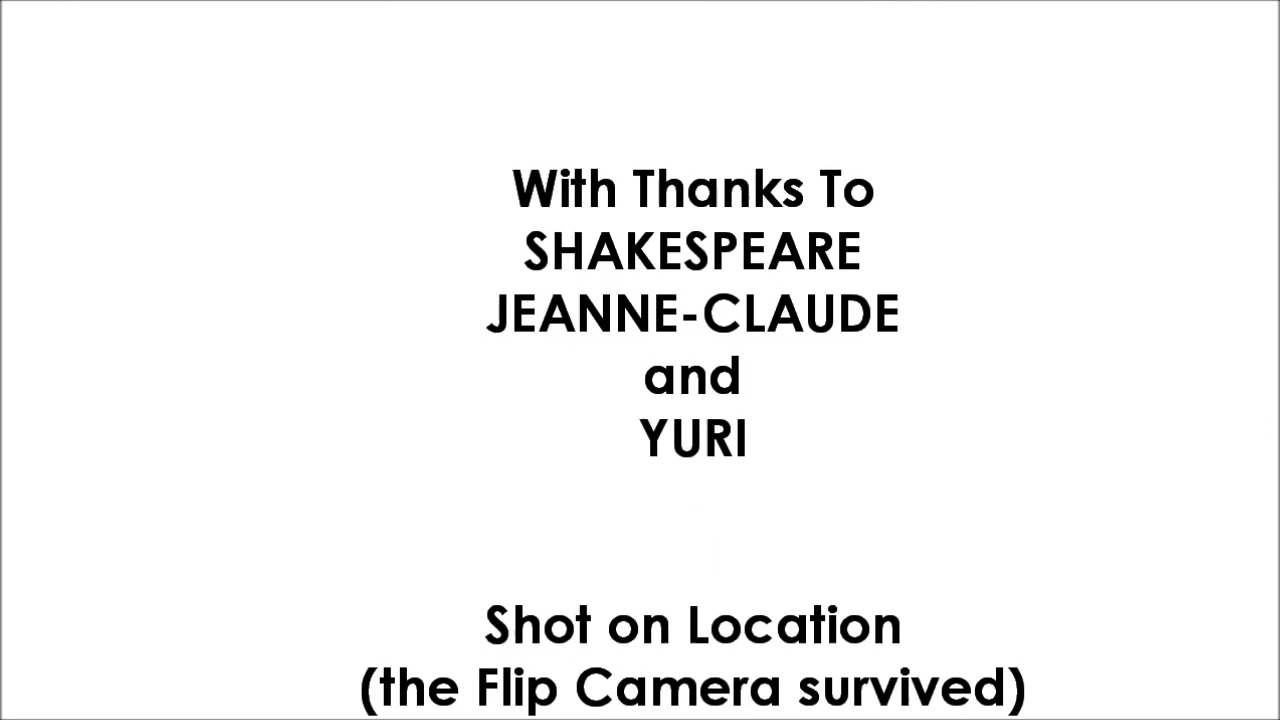 With Thanks To
SHAKESPEARE
JEANNE-CLAUDE
and
YURI
Shot on Location
(the Flip Camera survived)